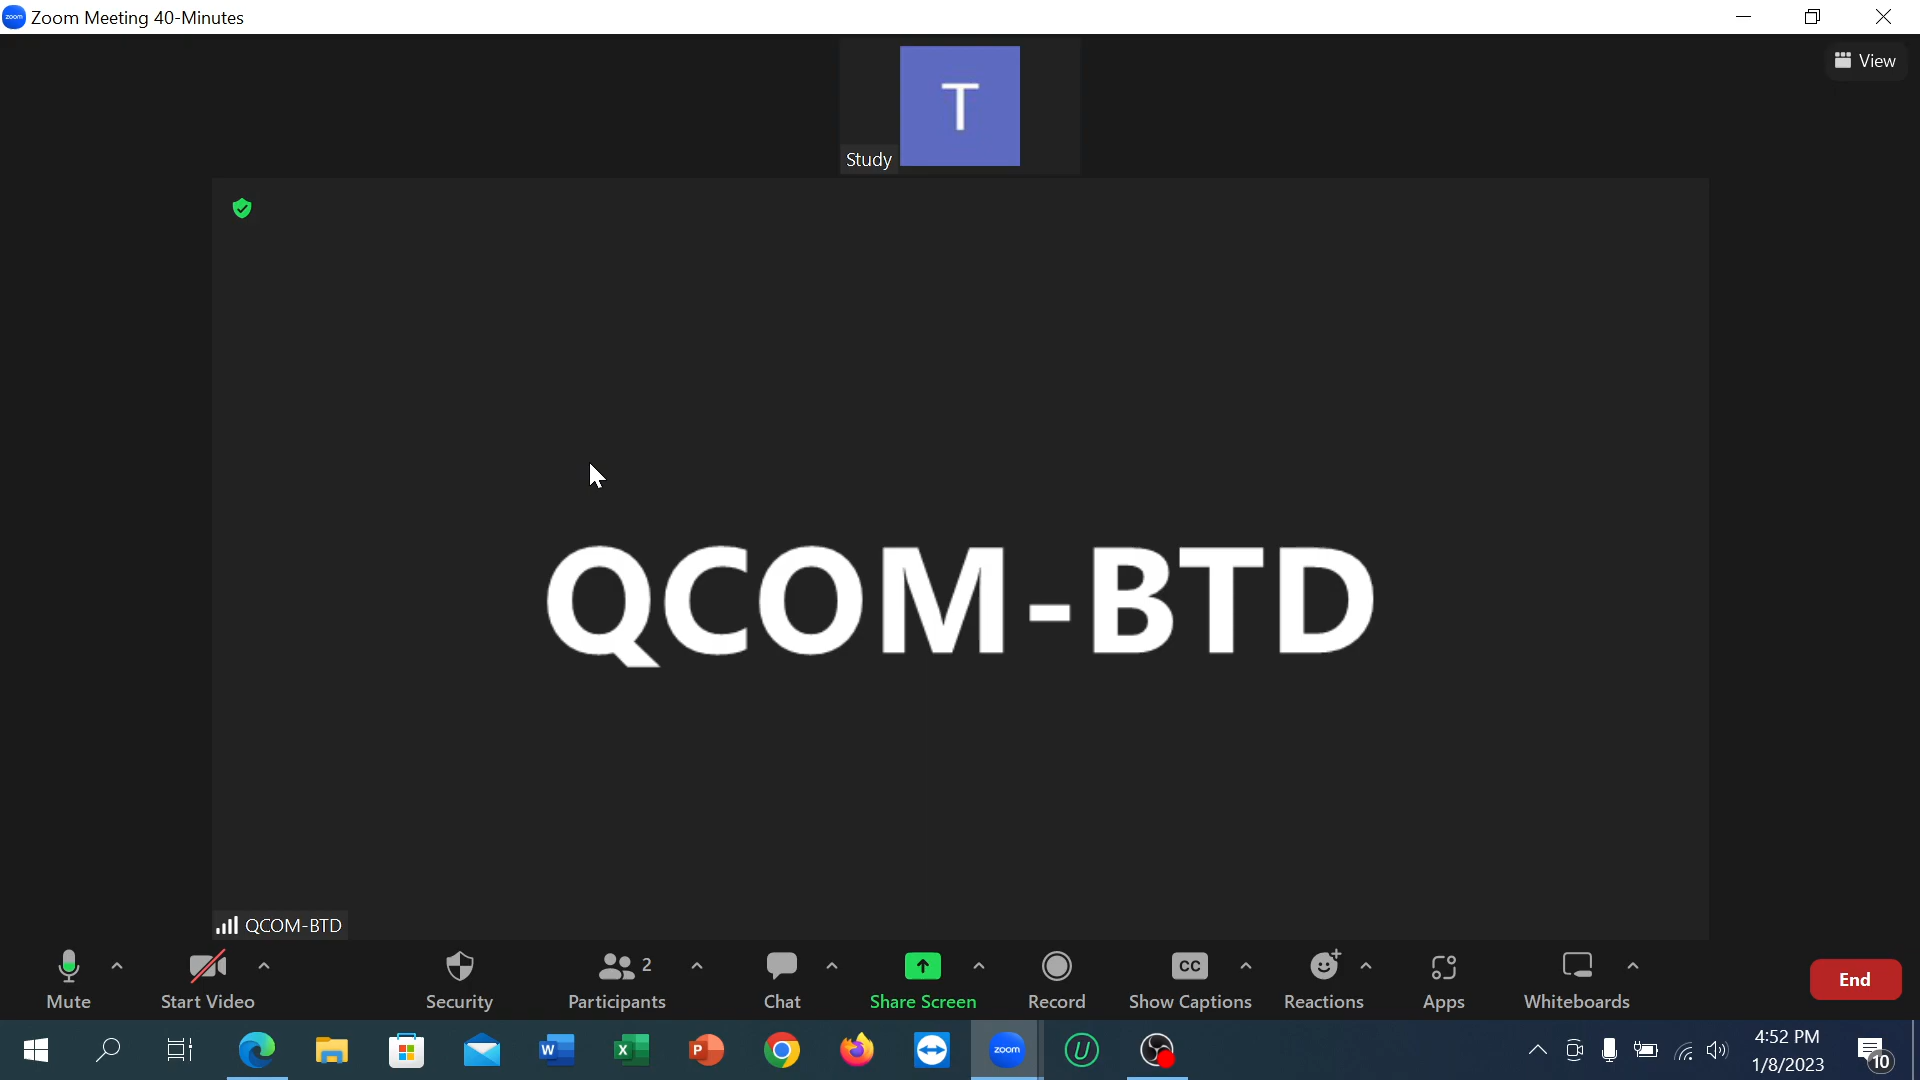 zoom Zoom Meeting 40-Minutes
View
T
Study
QCOM-BTD
QCOM-BTD
2
CC
Mute Start Video Security Participants Chat Share Screen Record Show Captions Reactions Apps Whiteboards End
W X P zoom U
4:52 PM
1/8/2023
10